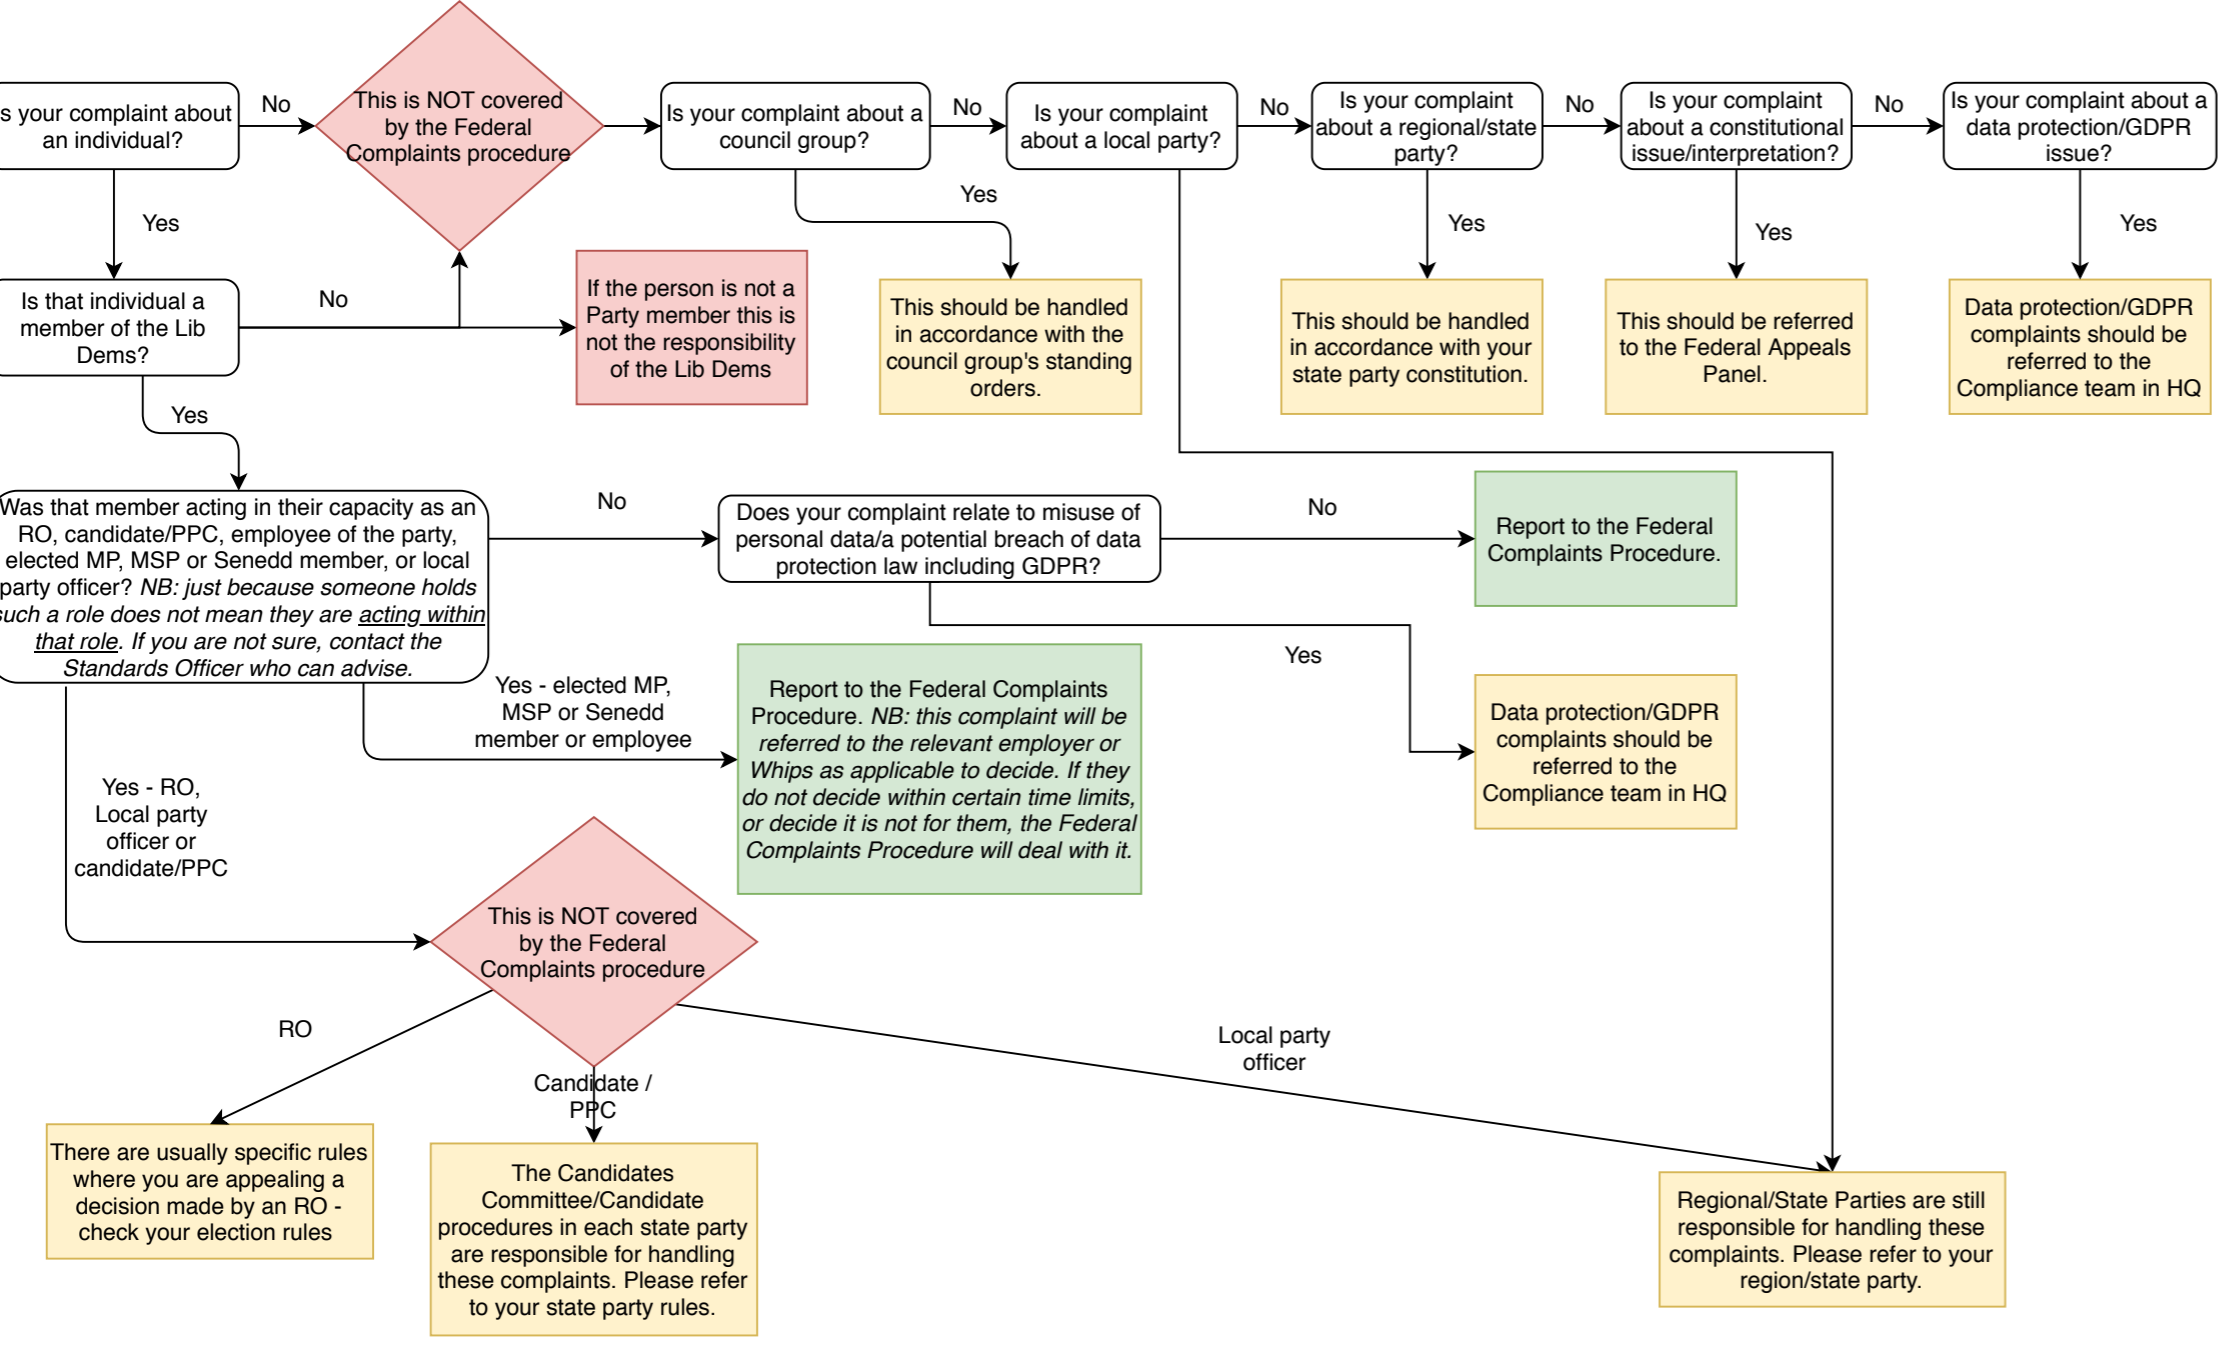 s your complaint about
an individual?
No
This is NOT covered
by the Federal
Complaints procedure
Is your complaint about a
council group?
No
Is your complaint
about a local party?
No
Is your complaint
about a regional/state
party?
No
Is your complaint
about a constitutional
issue/interpretation?
No
Is your complaint about a
data protection/GDPR
issue?
Yes
Yes
Yes
Yes
Yes
Is that individual a
member of the Lib
Dems?
No
If the person is not a
Party member this is
not the responsibility
of the Lib Dems
This should be handled
in accordance with the
council group's standing
orders.
This should be handled
in accordance with your
state party constitution.
This should be referred
to the Federal Appeals
Panel.
Data protection/GDPR
complaints should be
referred to the
Compliance team in HQ
Yes
Was that member acting in their capacity as an
RO, candidate/PPC, employee of the party,
elected MP, MSP or Senedd member, or local
party officer? NB: just because someone holds
such a role does not mean they are acting within
that role. If you are not sure, contact the
Standards Officer who can advise.
No
Does your complaint relate to misuse of
personal data/a potential breach of data
protection law including GDPR?
No
Report to the Federal
Complaints Procedure.
Yes
Data protection/GDPR
complaints should be
referred to the
Compliance team in HQ
Yes - elected MP,
MSP or Senedd
member or employee
Report to the Federal Complaints
Procedure. NB: this complaint will be
referred to the relevant employer or
Whips as applicable to decide. If they
do not decide within certain time limits,
or decide it is not for them, the Federal
Complaints Procedure will deal with it.
Yes - RO,
Local party
officer or
candidate/PPC
This is NOT covered
by the Federal
Complaints procedure
RO
Candidate /
PPC
Local party
officer
There are usually specific rules
where you are appealing a
decision made by an RO -
check your election rules
The Candidates
Committee/Candidate
procedures in each state party
are responsible for handling
these complaints. Please refer
to your state party rules.
Regional/State Parties are still
responsible for handling these
complaints. Please refer to your
region/state party.